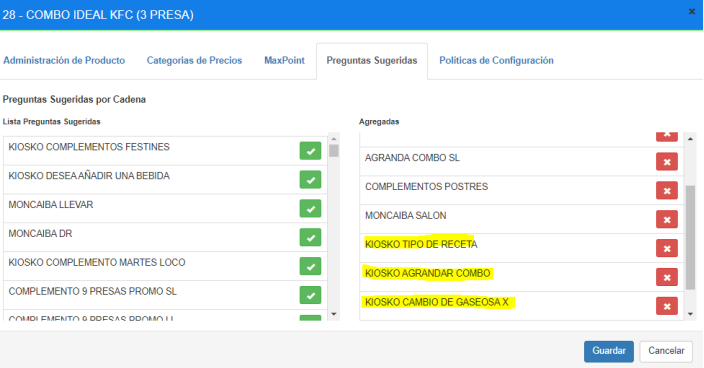 28 - COMBO IDEAL KFC (3 PRESA)
×
Administración de Producto
Categorias de Precios
MaxPoint
Preguntas Sugeridas
Políticas de Configuración
Preguntas Sugeridas por Cadena
Lista Preguntas Sugeridas
KIOSKO COMPLEMENTOS FESTINES
KIOSKO DESEA AÑADIR UNA BEBIDA
MONCAIBA LLEVAR
MONCAIBA DR
KIOSKO COMPLEMENTO MARTES LOCO
COMPLEMENTO 9 PRESAS PROMO SL
COMPLEMENTO 9 PRESAS PROMO LL
Agregadas
AGRANDA COMBO SL
COMPLEMENTOS POSTRES
MONCAIBA SALON
KIOSKO TIPO DE RECETA
KIOSKO AGRANDAR COMBO
KIOSKO CAMBIO DE GASEOSA X
Guardar
Cancelar